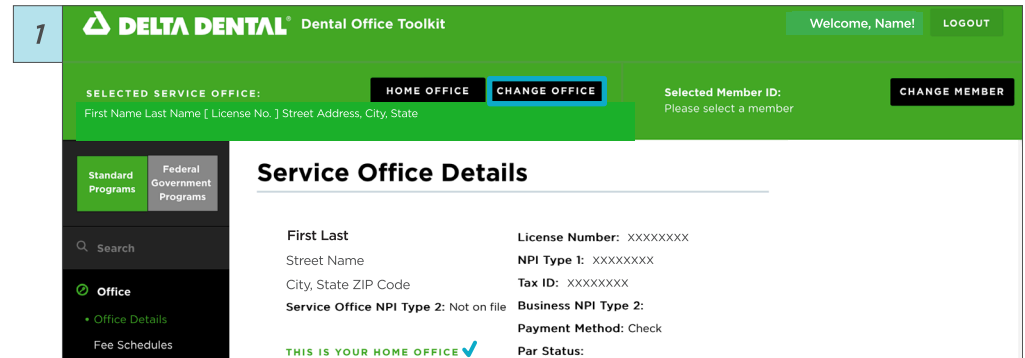 1
DELTA DENTAL® Dental Office Toolkit
Welcome, Name! LOGOUT
SELECTED SERVICE OFFICE: HOME OFFICE CHANGE OFFICE
First Name Last Name [ License No. ] Street Address, City, State
Selected Member ID:
Please select a member
CHANGE MEMBER
Standard
Programs
Federal
Government
Programs
Search
Office
• Office Details
Fee Schedules
Service Office Details
First Last
Street Name
City, State ZIP Code
Service Office NPI Type 2: Not on file
THIS IS YOUR HOME OFFICE
License Number: XXXXXXXX
NPI Type 1: XXXXXXXX
Tax ID: XXXXXXXX
Business NPI Type 2:
Payment Method: Check
Par Status: